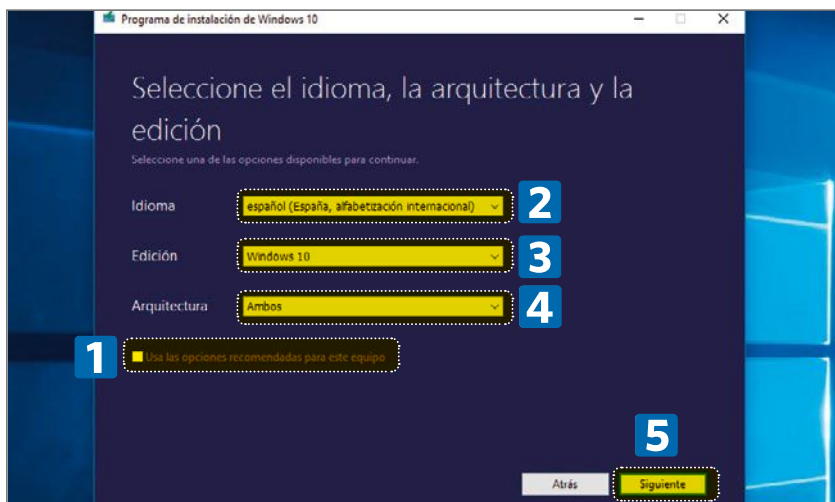 Programa de instalación de Windows 10
Seleccione el idioma, la arquitectura y la
edición
Seleccione una de las opciones disponibles para continuar.
Idioma español (España, alfabetización internacional) 2
Edición Windows 10 3
Arquitectura Ambos 4
1 Usa las opciones recomendadas para este equipo
5
Atrás Siguiente